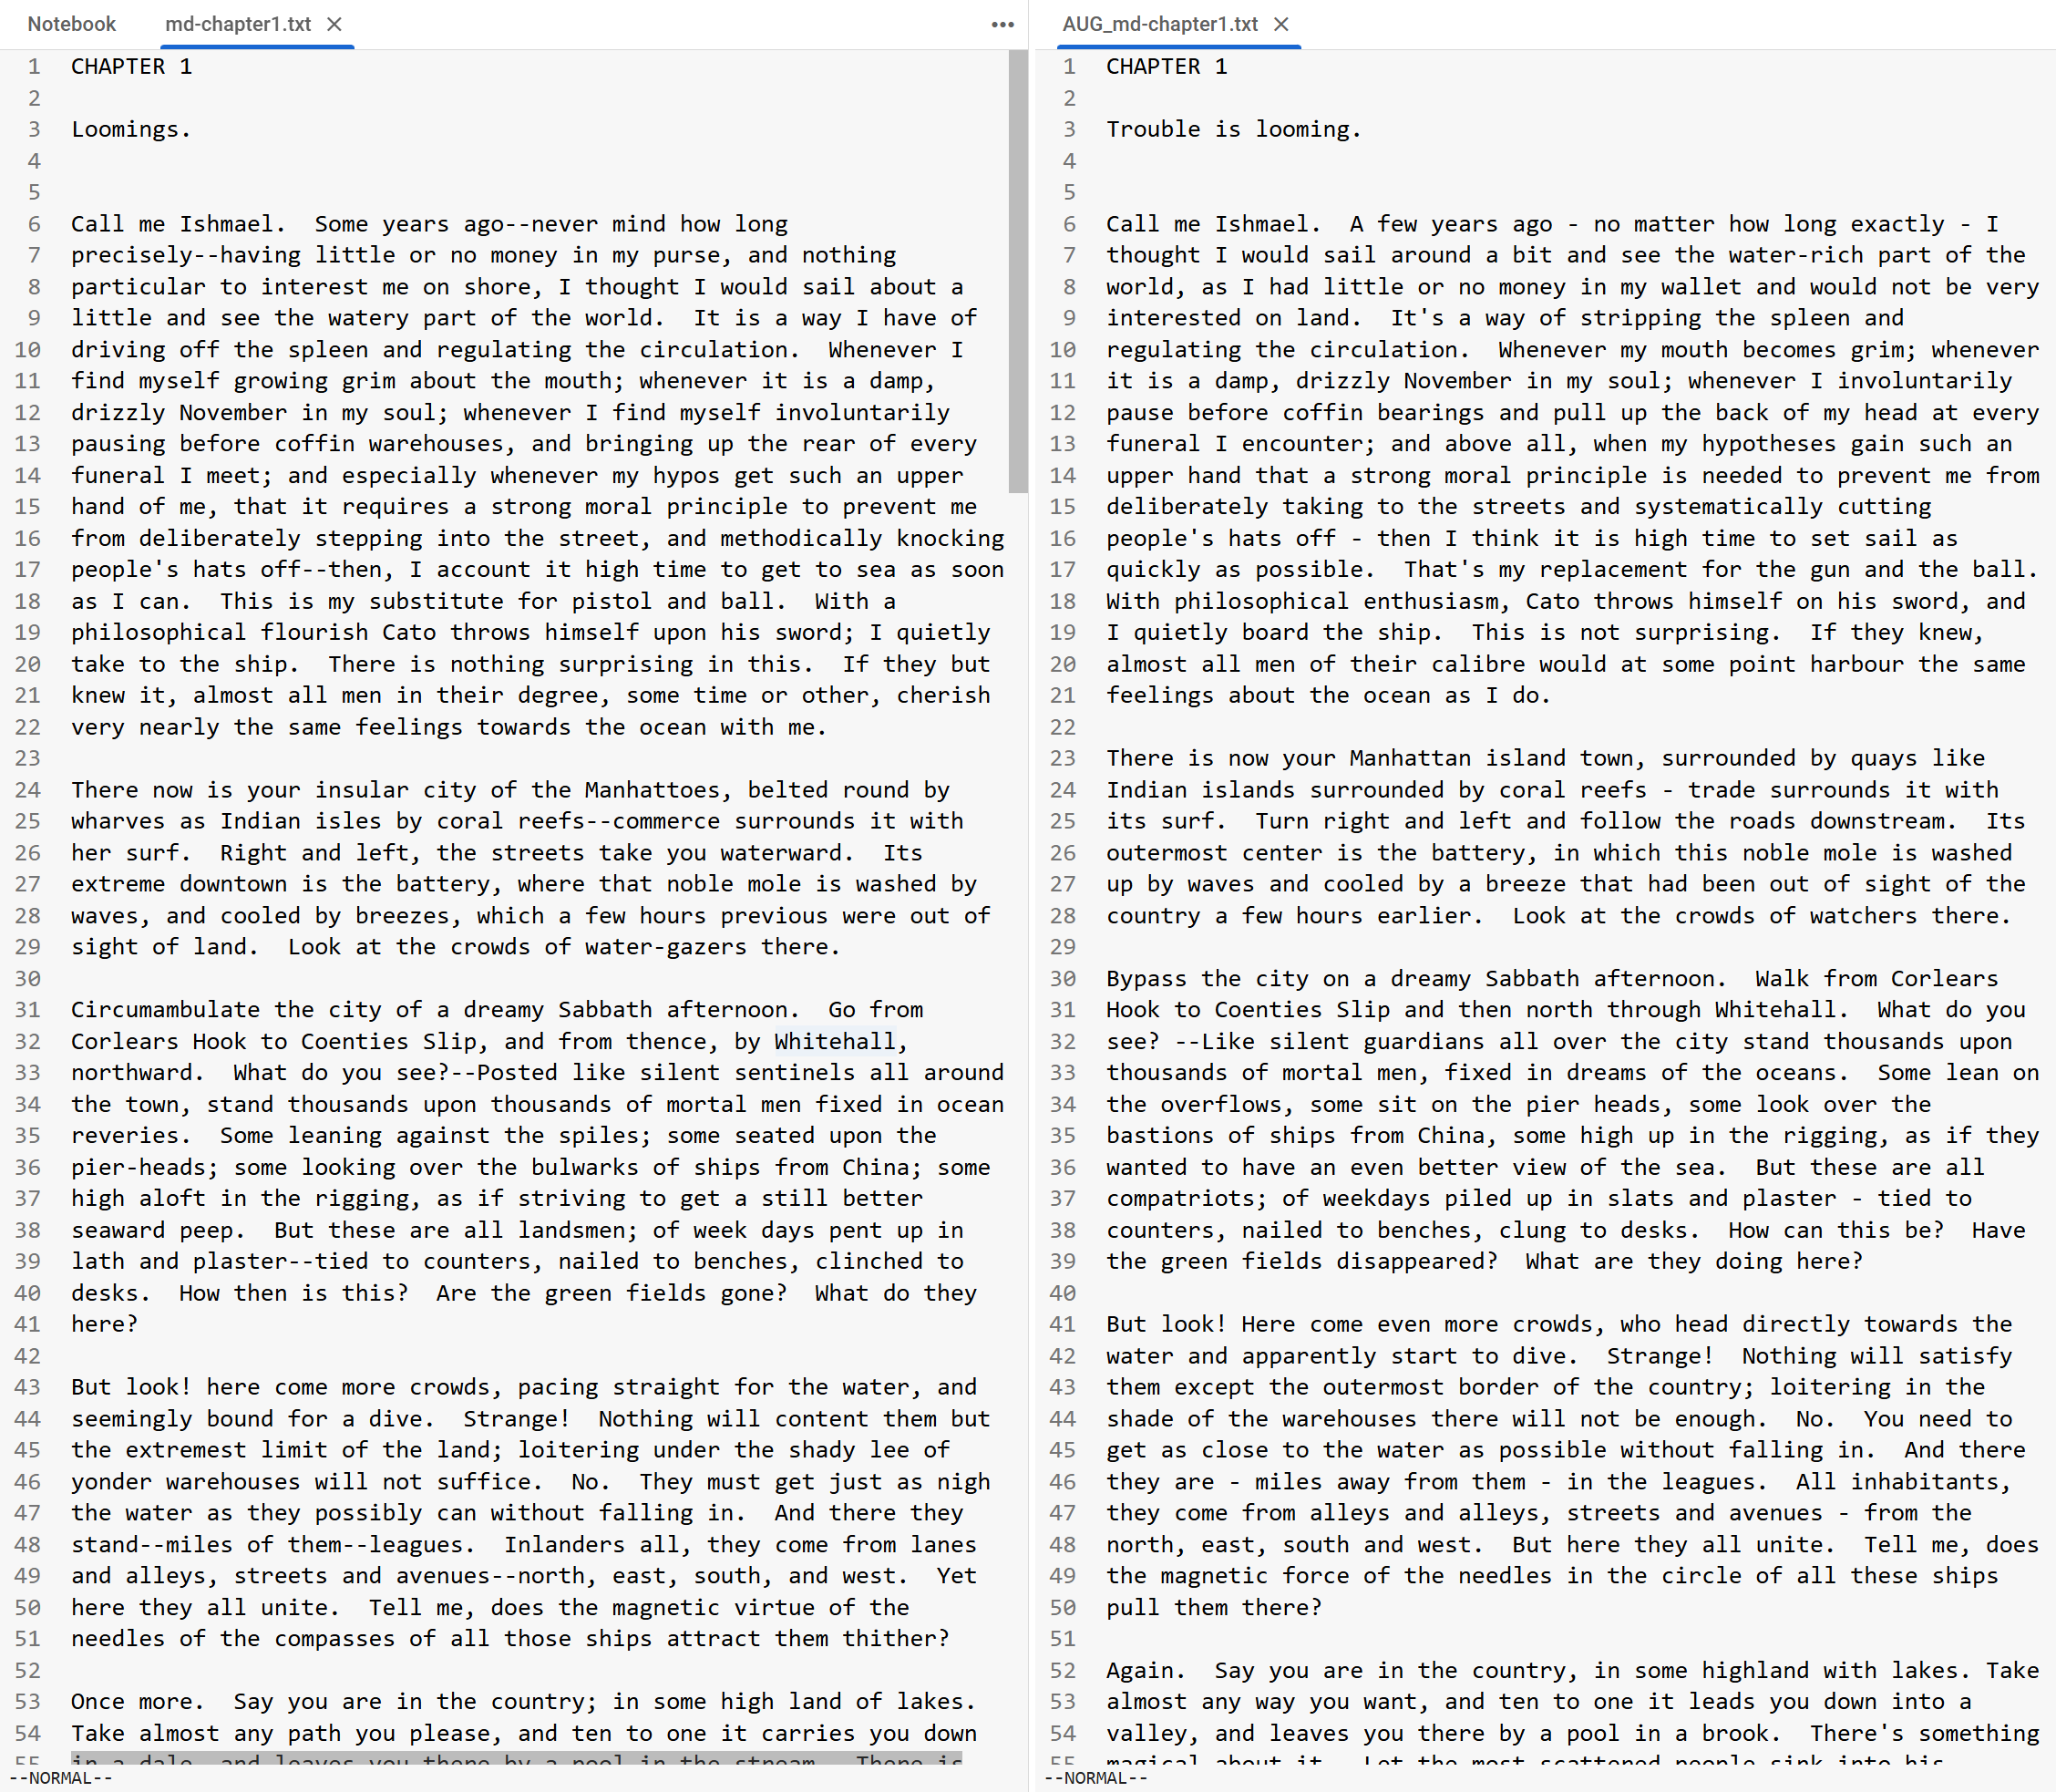 Notebook
md-chapter1.txt
1 CHAPTER 1
2
3 Loomings.
4
5
6 Call me Ishmael.  Some years ago--never mind how long
7 precisely--having little or no money in my purse, and nothing
8 particular to interest me on shore, I thought I would sail about a
9 little and see the watery part of the world.  It is a way I have of
10 driving off the spleen and regulating the circulation.  Whenever I
11 find myself growing grim about the mouth; whenever it is a damp,
12 drizzly November in my soul; whenever I find myself involuntarily
13 pausing before coffin warehouses, and bringing up the rear of every
14 funeral I meet; and especially whenever my hypos get such an upper
15 hand of me, that it requires a strong moral principle to prevent me
16 from deliberately stepping into the street, and methodically knocking
17 people's hats off--then, I account it high time to get to sea as soon
18 as I can.  This is my substitute for pistol and ball.  With a
19 philosophical flourish Cato throws himself upon his sword; I quietly
20 take to the ship.  There is nothing surprising in this.  If they but
21 knew it, almost all men in their degree, some time or other, cherish
22 very nearly the same feelings towards the ocean with me.
23
24 There now is your insular city of the Manhattoes, belted round by
25 wharves as Indian isles by coral reefs--commerce surrounds it with
26 her surf.  Right and left, the streets take you waterward.  Its
27 extreme downtown is the battery, where that noble mole is washed by
28 waves, and cooled by breezes, which a few hours previous were out of
29 sight of land.  Look at the crowds of water-gazers there.
30
31 Circumambulate the city of a dreamy Sabbath afternoon.  Go from
32 Corlears Hook to Coenties Slip, and from thence, by Whitehall,
33 northward.  What do you see?--Posted like silent sentinels all around
34 the town, stand thousands upon thousands of mortal men fixed in ocean
35 reveries.  Some leaning against the spiles; some seated upon the
36 pier-heads; some looking over the bulwarks of ships from China; some
37 high aloft in the rigging, as if striving to get a still better
38 seaward peep.  But these are all landsmen; of week days pent up in
39 lath and plaster--tied to counters, nailed to benches, clinched to
40 desks.  How then is this?  Are the green fields gone?  What do they
41 here?
42
43 But look! here come more crowds, pacing straight for the water, and
44 seemingly bound for a dive.  Strange!  Nothing will content them but
45 the extremest limit of the land; loitering under the shady lee of
46 yonder warehouses will not suffice.  No.  They must get just as nigh
47 the water as they possibly can without falling in.  And there they
48 stand--miles of them--leagues.  Inlanders all, they come from lanes
49 and alleys, streets and avenues--north, east, south, and west.  Yet
50 here they all unite.  Tell me, does the magnetic virtue of the
51 needles of the compasses of all those ships attract them thither?
52
53 Once more.  Say you are in the country; in some high land of lakes.
54 Take almost any path you please, and ten to one it carries you down
55 in a dale, and leaves you there by a pool in the stream.  There is
--NORMAL--
AUG_md-chapter1.txt
1 CHAPTER 1
2
3 Trouble is looming.
4
5
6 Call me Ishmael.  A few years ago - no matter how long exactly - I
7 thought I would sail around a bit and see the water-rich part of the
8 world, as I had little or no money in my wallet and would not be very
9 interested on land.  It's a way of stripping the spleen and
10 regulating the circulation.  Whenever my mouth becomes grim; whenever
11 it is a damp, drizzly November in my soul; whenever I involuntarily
12 pause before coffin bearings and pull up the back of my head at every
13 funeral I encounter; and above all, when my hypotheses gain such an
14 upper hand that a strong moral principle is needed to prevent me from
15 deliberately taking to the streets and systematically cutting
16 people's hats off - then I think it is high time to set sail as
17 quickly as possible.  That's my replacement for the gun and the ball.
18 With philosophical enthusiasm, Cato throws himself on his sword, and
19 I quietly board the ship.  This is not surprising.  If they knew,
20 almost all men of their calibre would at some point harbour the same
21 feelings about the ocean as I do.
22
23 There is now your Manhattan island town, surrounded by quays like
24 Indian islands surrounded by coral reefs - trade surrounds it with
25 its surf.  Turn right and left and follow the roads downstream.  Its
26 outermost center is the battery, in which this noble mole is washed
27 up by waves and cooled by a breeze that had been out of sight of the
28 country a few hours earlier.  Look at the crowds of watchers there.
29
30 Bypass the city on a dreamy Sabbath afternoon.  Walk from Corlears
31 Hook to Coenties Slip and then north through Whitehall.  What do you
32 see? --Like silent guardians all over the city stand thousands upon
33 thousands of mortal men, fixed in dreams of the oceans.  Some lean on
34 the overflows, some sit on the pier heads, some look over the
35 bastions of ships from China, some high up in the rigging, as if they
36 wanted to have an even better view of the sea.  But these are all
37 compatriots; of weekdays piled up in slats and plaster - tied to
38 counters, nailed to benches, clung to desks.  How can this be?  Have
39 the green fields disappeared?  What are they doing here?
40
41 But look! Here come even more crowds, who head directly towards the
42 water and apparently start to dive.  Strange!  Nothing will satisfy
43 them except the outermost border of the country; loitering in the
44 shade of the warehouses there will not be enough.  No.  You need to
45 get as close to the water as possible without falling in.  And there
46 they are - miles away from them - in the leagues.  All inhabitants,
47 they come from alleys and alleys, streets and avenues - from the
48 north, east, south and west.  But here they all unite.  Tell me, does
49 the magnetic force of the needles in the circle of all these ships
50 pull them there?
51
52 Again.  Say you are in the country, in some highland with lakes. Take
53 almost any way you want, and ten to one it leads you down into a
54 valley, and leaves you there by a pool in a brook.  There's something
55 magical about it.  Let the most scattered people sink into his
--NORMAL--